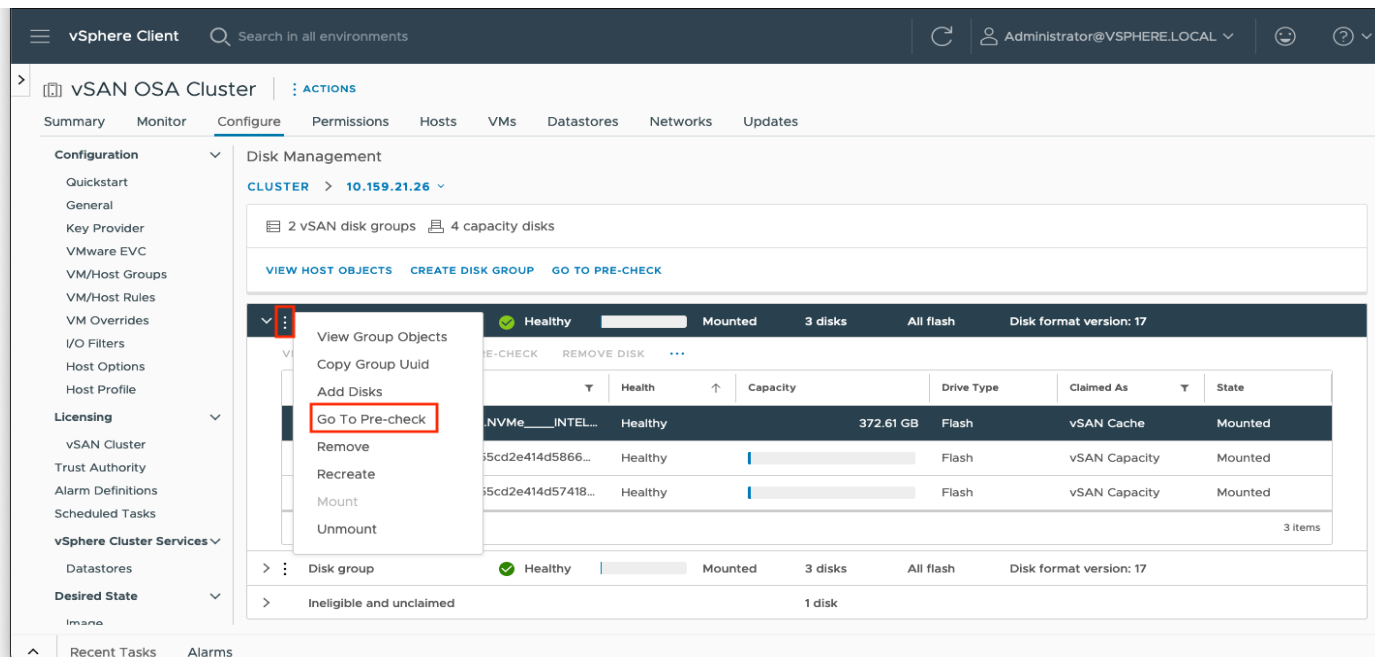 vSphere Client Search in all environments Administrator@VSPHERE.LOCAL
vSAN OSA Cluster ACTIONS
Summary Monitor Configure Permissions Hosts VMs Datastores Networks Updates
Configuration
Quickstart
General
Key Provider
VMware EVC
VM/Host Groups
VM/Host Rules
VM Overrides
I/O Filters
Host Options
Host Profile
Licensing
vSAN Cluster
Trust Authority
Alarm Definitions
Scheduled Tasks
vSphere Cluster Services
Datastores
Desired State
Image
Disk Management
CLUSTER > 10.159.21.26
2 vSAN disk groups 4 capacity disks
VIEW HOST OBJECTS CREATE DISK GROUP GO TO PRE-CHECK
Healthy Mounted 3 disks All flash Disk format version: 17
View Group Objects
Copy Group Uuid
Add Disks
Go To Pre-check
Remove
Recreate
Mount
Unmount
RE-CHECK REMOVE DISK ...
Health Capacity Drive Type Claimed As State
.NVMe____INTEL... Healthy 372.61 GB Flash vSAN Cache Mounted
55cd2e414d5866... Healthy Flash vSAN Capacity Mounted
55cd2e414d57418... Healthy Flash vSAN Capacity Mounted
3 items
Disk group Healthy Mounted 3 disks All flash Disk format version: 17
Ineligible and unclaimed 1 disk
Recent Tasks Alarms